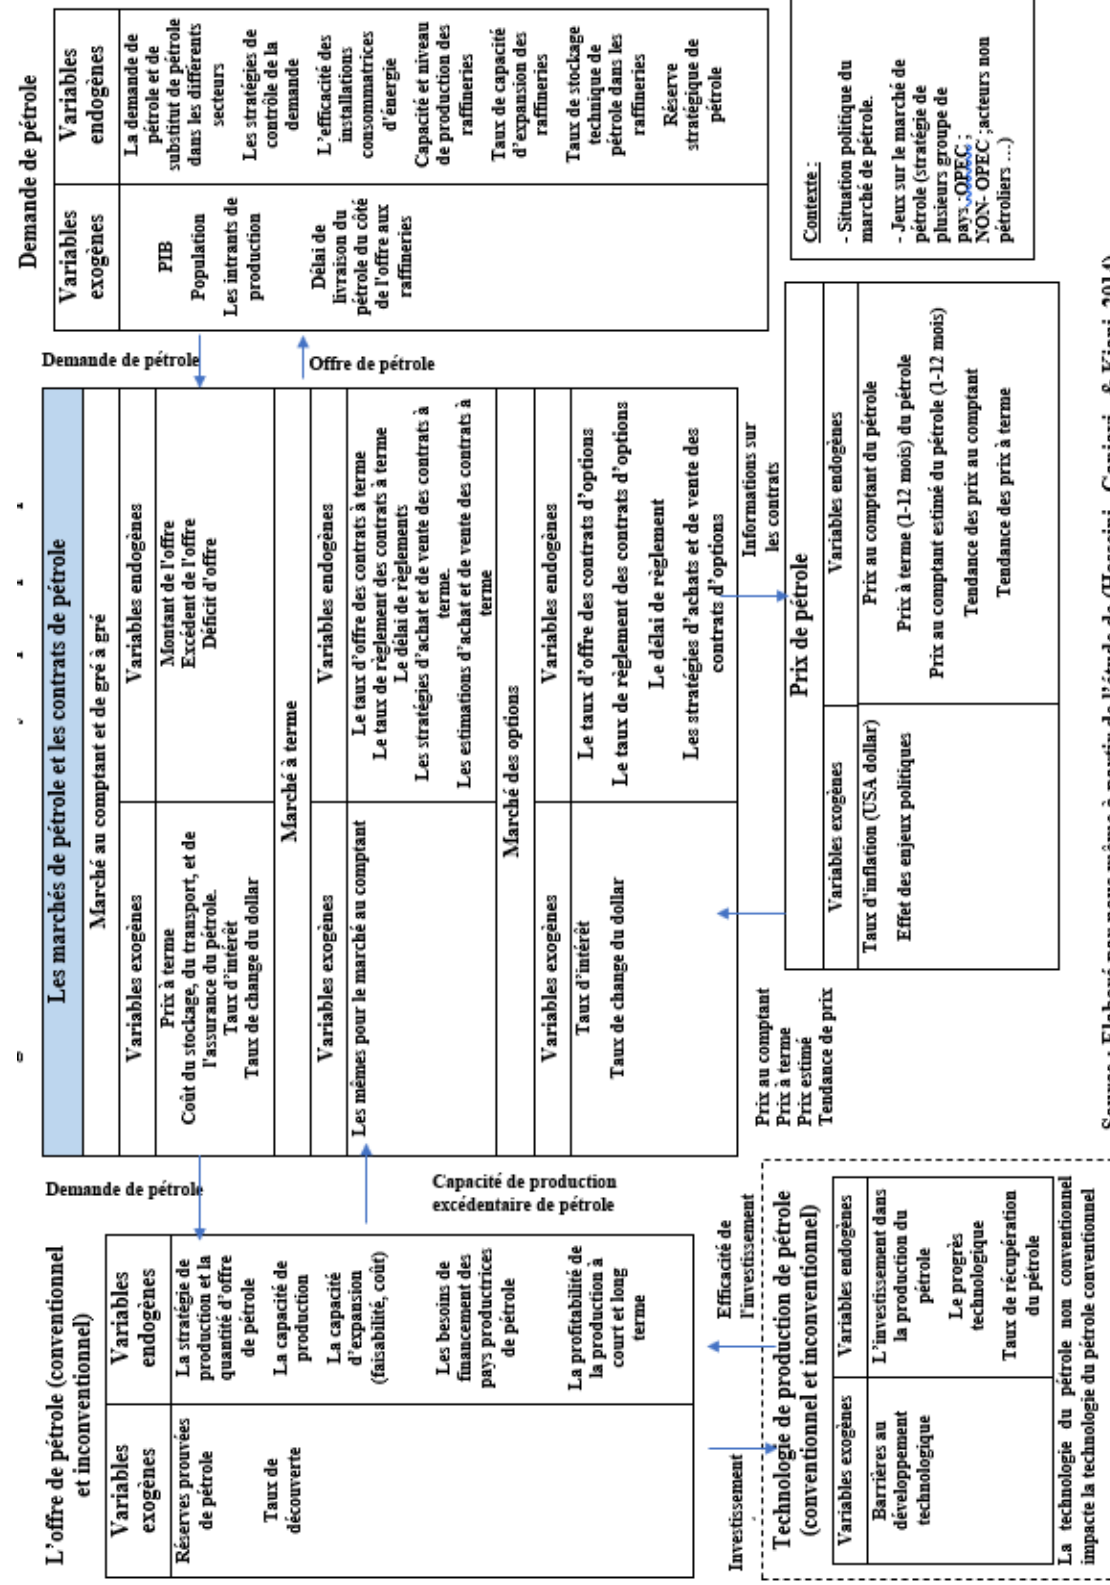 L'offre de pétrole (conventionnel
et inconventionnel)
Variables
exogènes
Variables
endogènes
Réserves prouvées
de pétrole
Taux de
découverte
La stratégie de
production et la
quantité d'offre
de pétrole
La capacité de
production
La capacité
d'expansion
(faisabilité, coût)
Les besoins de
financement des
pays productrices
de pétrole
La profitabilité de
la production à
court et long
terme
Demande de pétrole
Capacité de production
excédentaire de pétrole
Les marchés de pétrole et les contrats de pétrole
Marché au comptant et de gré à gré
Variables exogènes
Variables endogènes
Prix à terme
Coût du stockage, du transport, et de
l'assurance du pétrole.
Taux d'intérêt
Taux de change du dollar
Montant de l'offre
Excédent de l'offre
Déficit d'offre
Marché à terme
Variables exogènes
Variables endogènes
Les mêmes pour le marché au comptant
Le taux d'offre des contrats à terme
Le taux de règlement des contrats à terme
Le délai de règlements
Les stratégies d'achat et de vente des contrats à
terme.
Les estimations d'achat et de vente des contrats à
terme
Marché des options
Variables exogènes
Variables endogènes
Taux d'intérêt
Taux de change du dollar
Le taux d'offre des contrats d'options
Le taux de règlement des contrats d'options
Le délai de règlement
Les stratégies d'achats et de vente des
contrats d'options
Demande de pétrole
Offre de pétrole
Demande de pétrole
Variables
exogènes
Variables
endogènes
PIB
Population
Les intrants de
production
Délai de
livraison du
pétrole du côté
de l'offre aux
raffineries
La demande de
pétrole et de
substitut de pétrole
dans les différents
secteurs
Les stratégies de
contrôle de la
demande
L'efficacité des
installations
consommatrices
d'énergie
Capacité et niveau
de production des
raffineries
Taux de capacité
d'expansion des
raffineries
Taux de stockage
technique de
pétrole dans les
raffineries
Réserve
stratégique de
pétrole
Investissement
Efficacité de
l'investissement
Technologie de production de pétrole
(conventionnel et inconventionnel)
Variables exogènes
Variables endogènes
Barrières au
développement
technologique
L'investissement dans
la production du
pétrole
Le progrès
technologique
Taux de récupération
du pétrole
La technologie du pétrole non conventionnel
impacte la technologie du pétrole conventionnel
Prix au comptant
Prix à terme
Prix estimé
Tendance de prix
Informations sur
les contrats
Prix de pétrole
Variables exogènes
Variables endogènes
Taux d'inflation (USA dollar)
Effet des enjeux politiques
Prix au comptant du pétrole
Prix à terme (1-12 mois) du pétrole
Prix au comptant estimé du pétrole (1-12 mois)
Tendance des prix au comptant
Tendance des prix à terme
Contexte :
- Situation politique du
marché de pétrole.
- Jeux sur le marché de
pétrole (stratégie de
plusieurs groupe de
pays :OPEC ;
NON- OPEC ;acteurs non
pétroliers …)